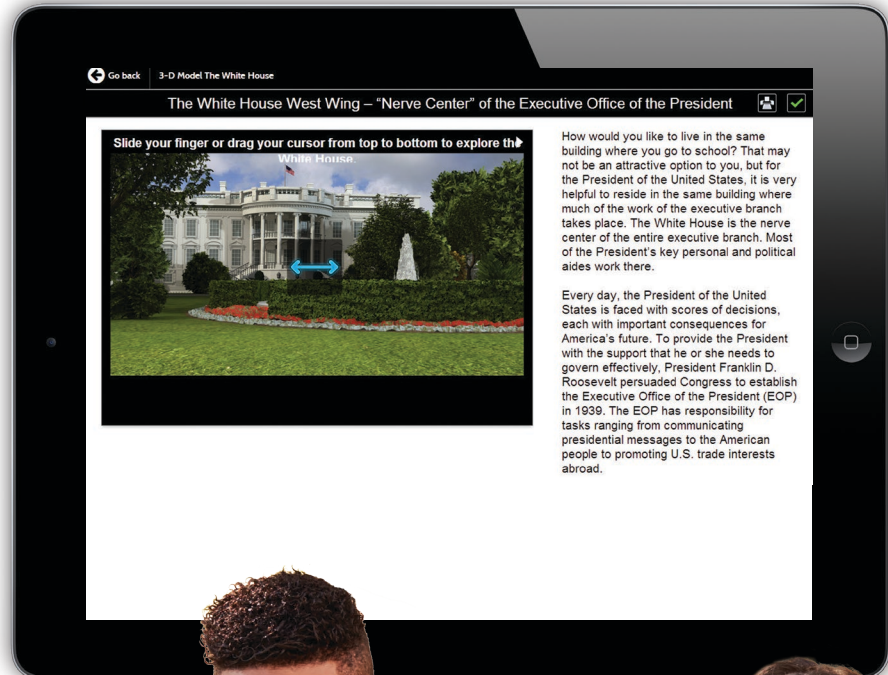 Go back
3-D Model The White House
The White House West Wing – “Nerve Center” of the Executive Office of the President
Slide your finger or drag your cursor from top to bottom to explore the
White House.
How would you like to live in the same
building where you go to school? That may
not be an attractive option to you, but for
the President of the United States, it is very
helpful to reside in the same building where
much of the work of the executive branch
takes place. The White House is the nerve
center of the entire executive branch. Most
of the President’s key personal and political
aides work there.
Every day, the President of the United
States is faced with scores of decisions,
each with important consequences for
America’s future. To provide the President
with the support that he or she needs to
govern effectively, President Franklin D.
Roosevelt persuaded Congress to establish
the Executive Office of the President (EOP)
in 1939. The EOP has responsibility for
tasks ranging from communicating
presidential messages to the American
people to promoting U.S. trade interests
abroad.